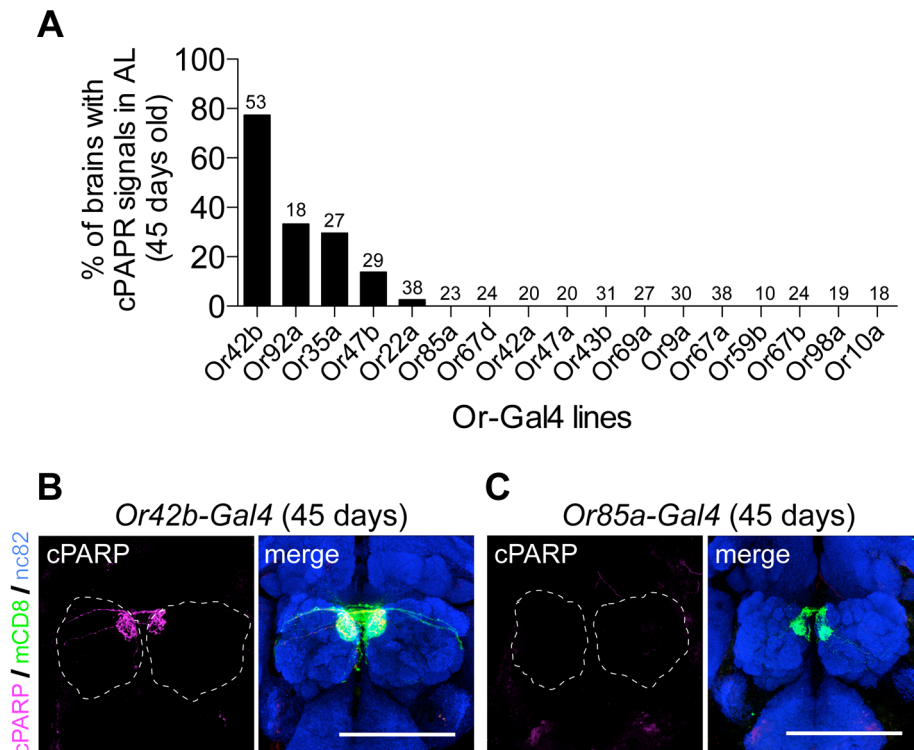 A
% of brains with
cPAPR signals in AL
(45 days old)
100
80
60
40
20
0
53
18
27
29
38
23
24
20
20
31
27
30
38
10
24
19
18
Or42b
Or92a
Or35a
Or47b
Or22a
Or85a
Or67d
Or42a
Or47a
Or43b
Or69a
Or9a
Or67a
Or59b
Or67b
Or98a
Or10a
Or-Gal4 lines
B
Or42b-Gal4 (45 days)
cPARP / mCD8 / nc82
cPARP
merge
C
Or85a-Gal4 (45 days)
cPARP
merge